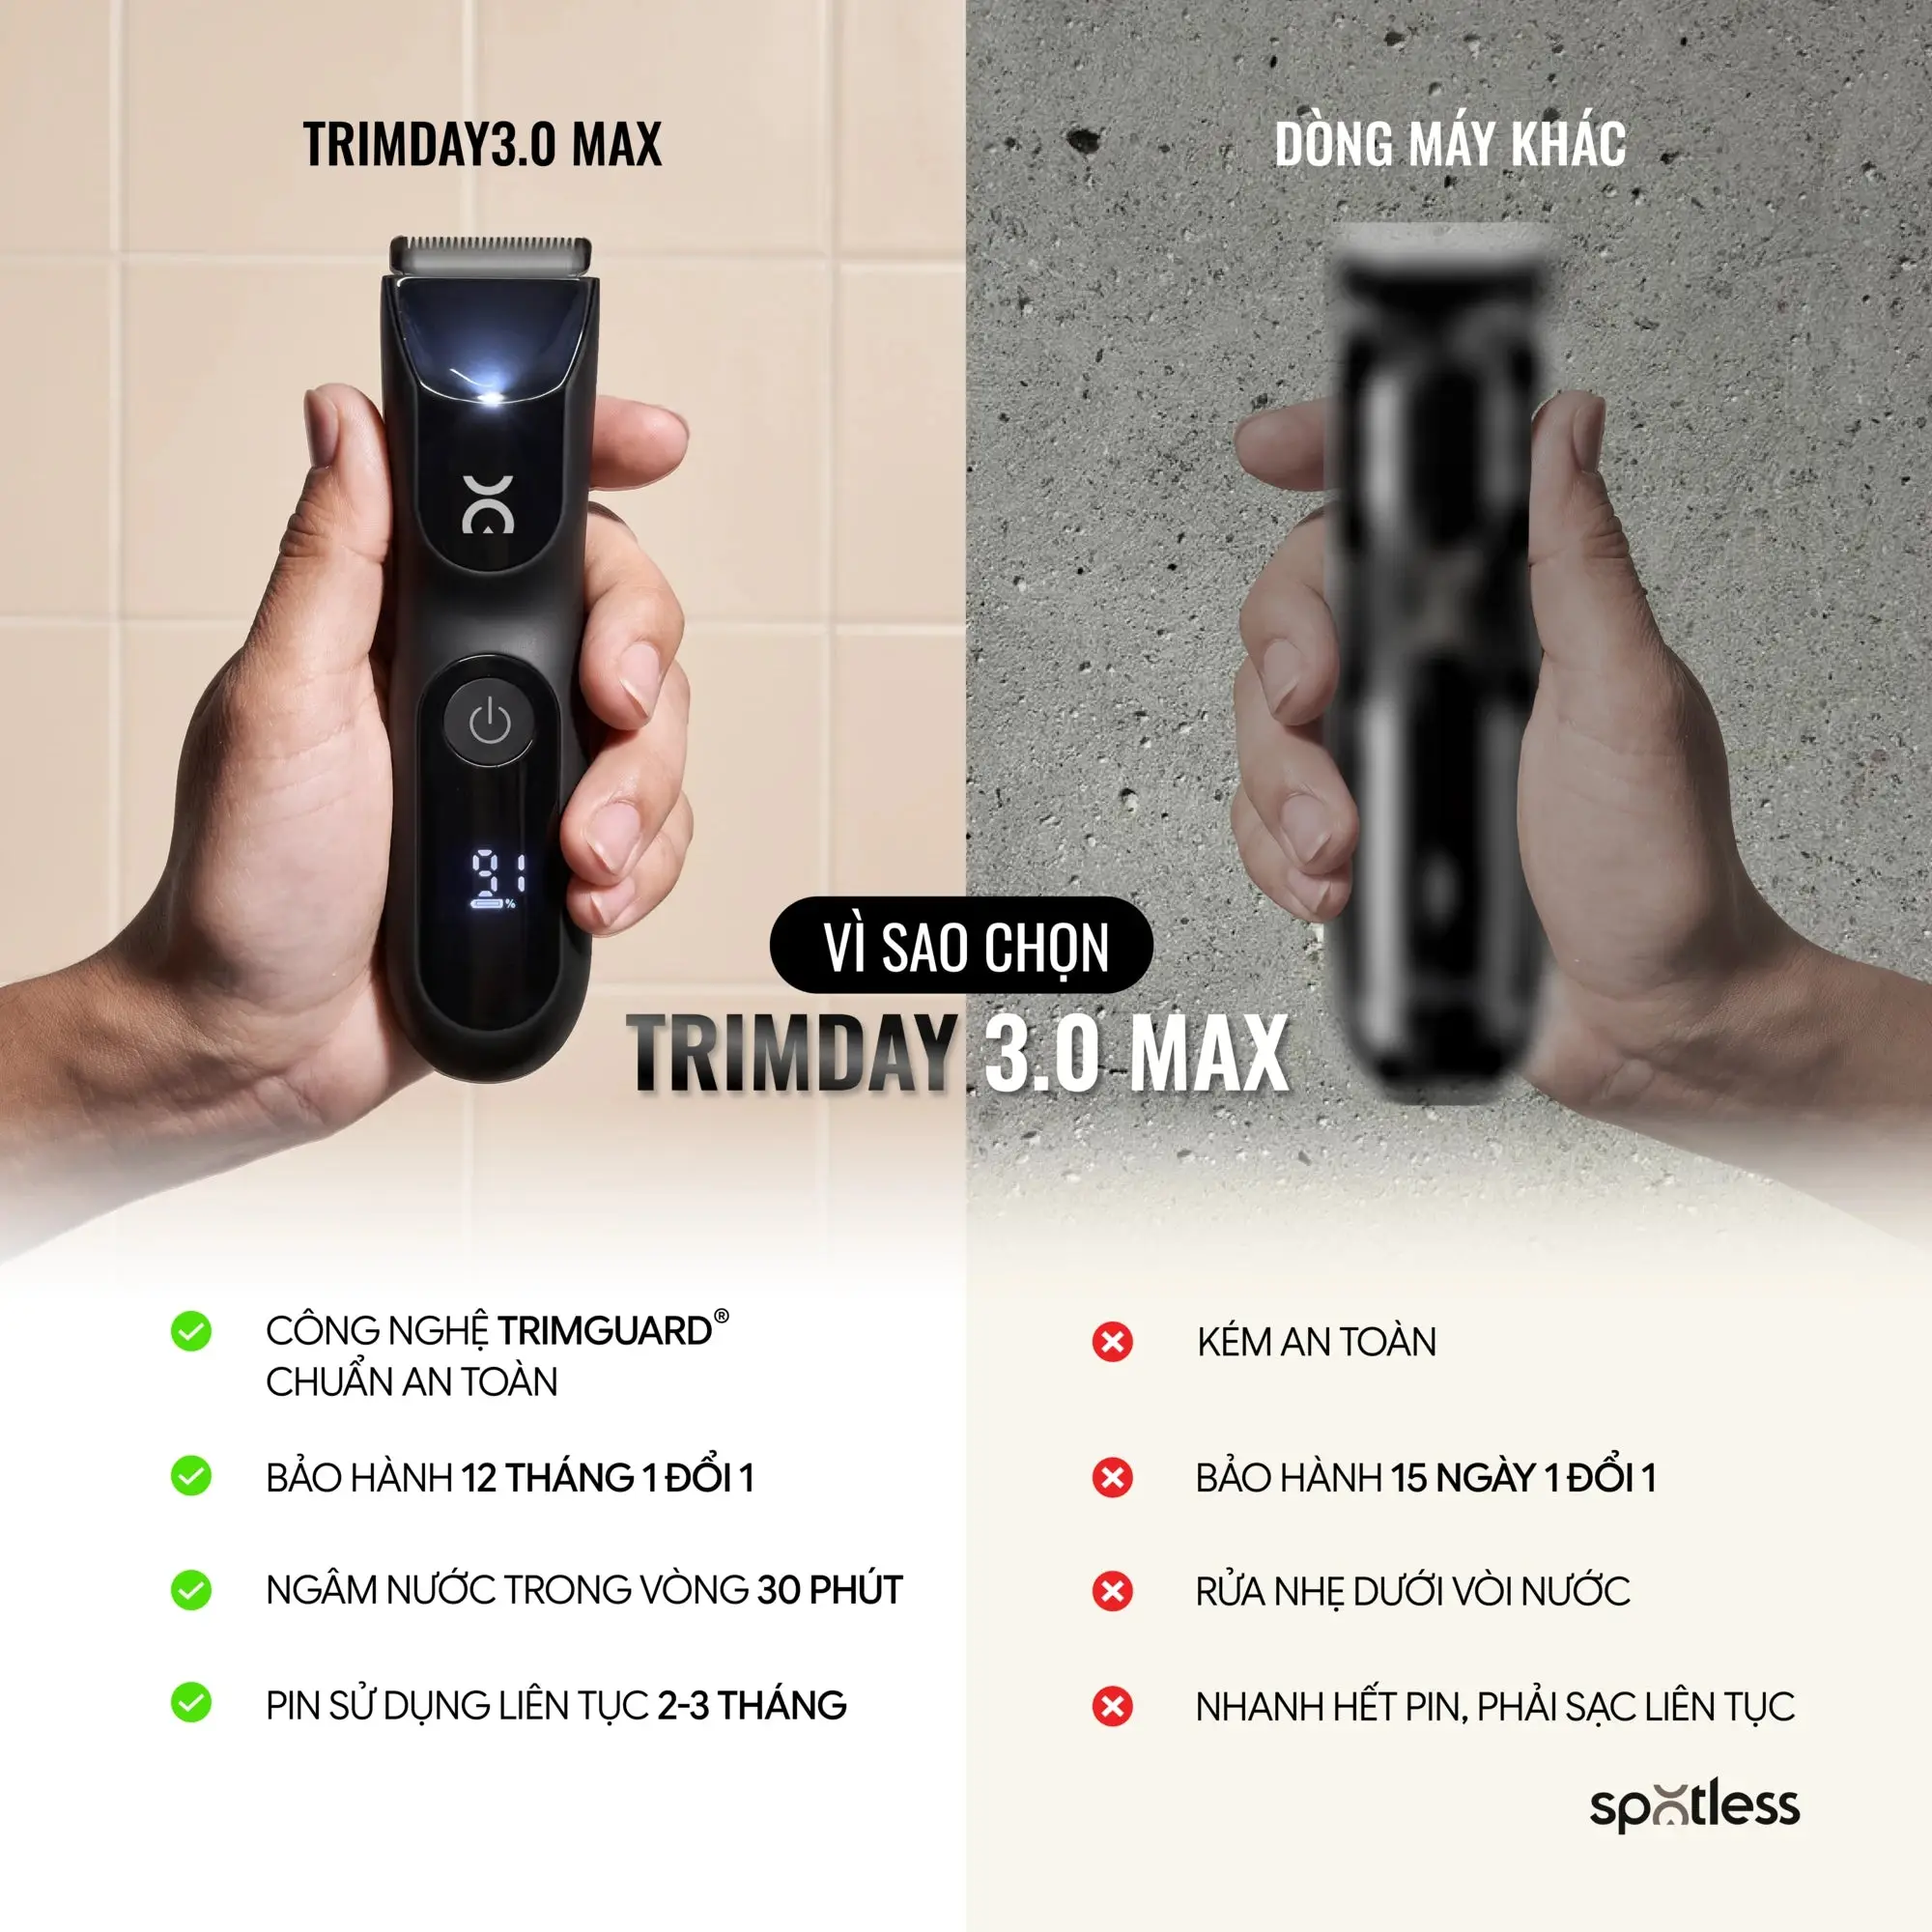 TRIMDAY3.0 MAX
DÒNG MÁY KHÁC
91
%
VÌ SAO CHỌN
TRIMDAY 3.0 MAX
CÔNG NGHỆ TRIMGUARD®
CHUẨN AN TOÀN
BẢO HÀNH 12 THÁNG 1 ĐỔI 1
NGÂM NƯỚC TRONG VÒNG 30 PHÚT
PIN SỬ DỤNG LIÊN TỤC 2-3 THÁNG
KÉM AN TOÀN
BẢO HÀNH 15 NGÀY 1 ĐỔI 1
RỬA NHẸ DƯỚI VÒI NƯỚC
NHANH HẾT PIN, PHẢI SẠC LIÊN TỤC
spotless